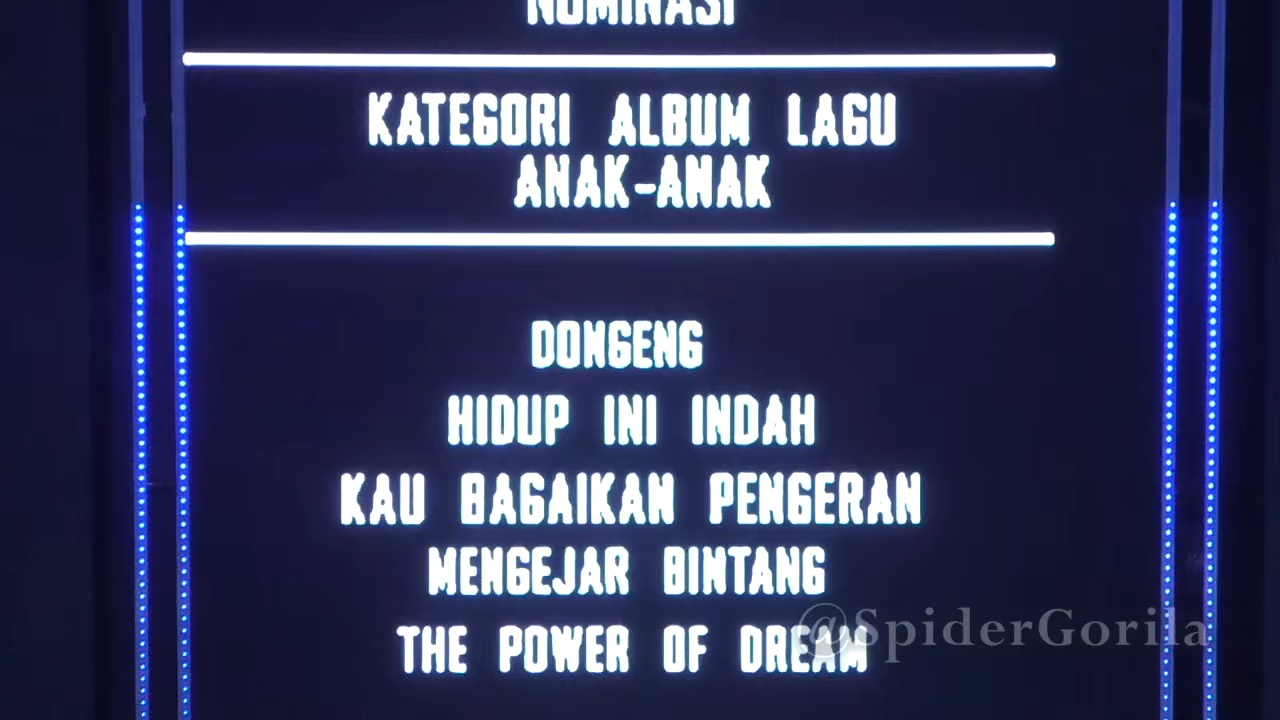 NOMINASI
KATEGORI ALBUM LAGU
ANAK-ANAK
DONGENG
HIDUP INI INDAH
KAU BAGAIKAN PENGERAN
MENGEJAR BINTANG
THE POWER OF DREAM
@SpiderGorila